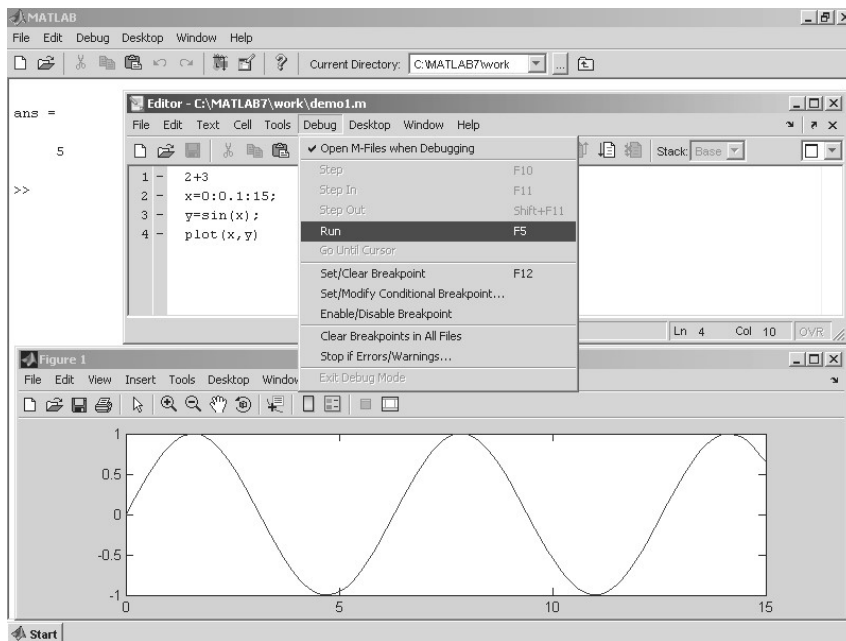 MATLAB
File Edit Debug Desktop Window Help
Current Directory: C:\MATLAB7\work ...
ans =
5
>>
Editor - C:\MATLAB7\work\demo1.m
File Edit Text Cell Tools Debug Desktop Window Help
Stack: Base
1 - 2+3
2 - x=0:0.1:15;
3 - y=sin(x);
4 - plot(x,y)
Open M-Files when Debugging
Step F10
Step In F11
Step Out Shift+F11
Run F5
Go Until Cursor
Set/Clear Breakpoint F12
Set/Modify Conditional Breakpoint...
Enable/Disable Breakpoint
Clear Breakpoints in All Files
Stop if Errors/Warnings...
Exit Debug Mode
Ln 4 Col 10 OVR
Figure 1
File Edit View Insert Tools Desktop Window
1
0.5
0
-0.5
-1
0 5 10 15
Start